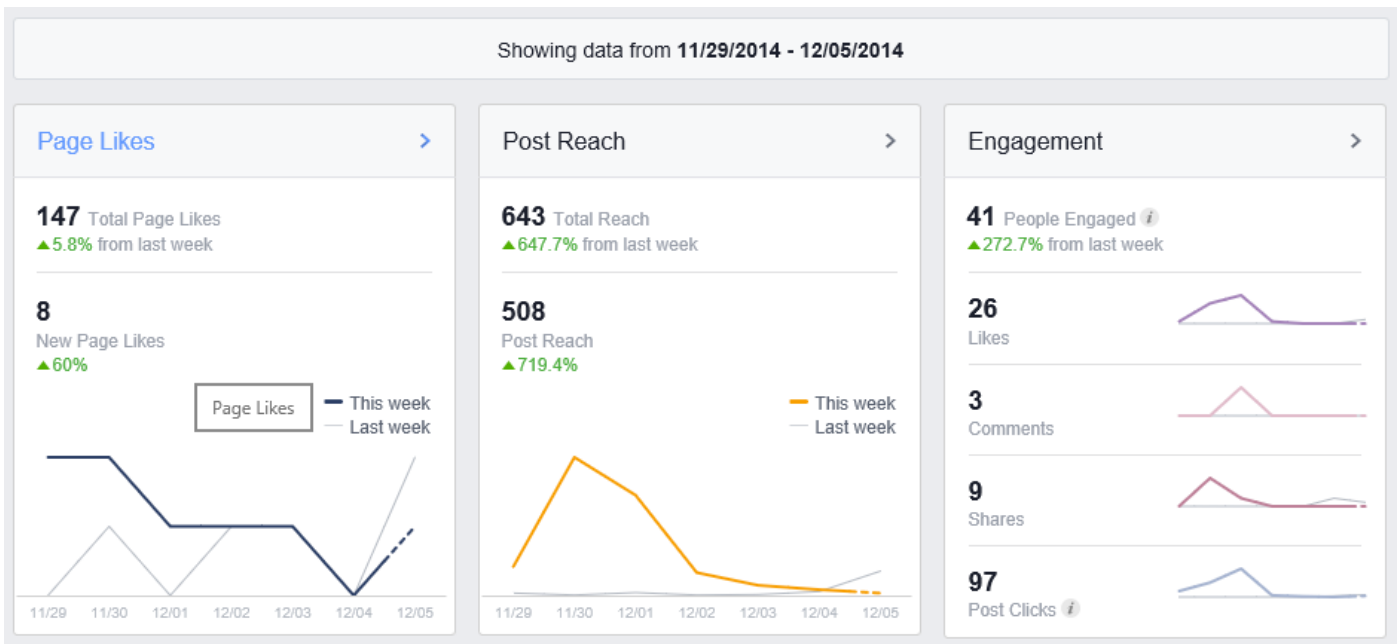 Showing data from 11/29/2014 - 12/05/2014
Page Likes
147 Total Page Likes
5.8% from last week
8
New Page Likes
60%
Page Likes
This week
Last week
11/29 11/30 12/01 12/02 12/03 12/04 12/05
Post Reach
643 Total Reach
647.7% from last week
508
Post Reach
719.4%
This week
Last week
11/29 11/30 12/01 12/02 12/03 12/04 12/05
Engagement
41 People Engaged i
272.7% from last week
26
Likes
3
Comments
9
Shares
97
Post Clicks i